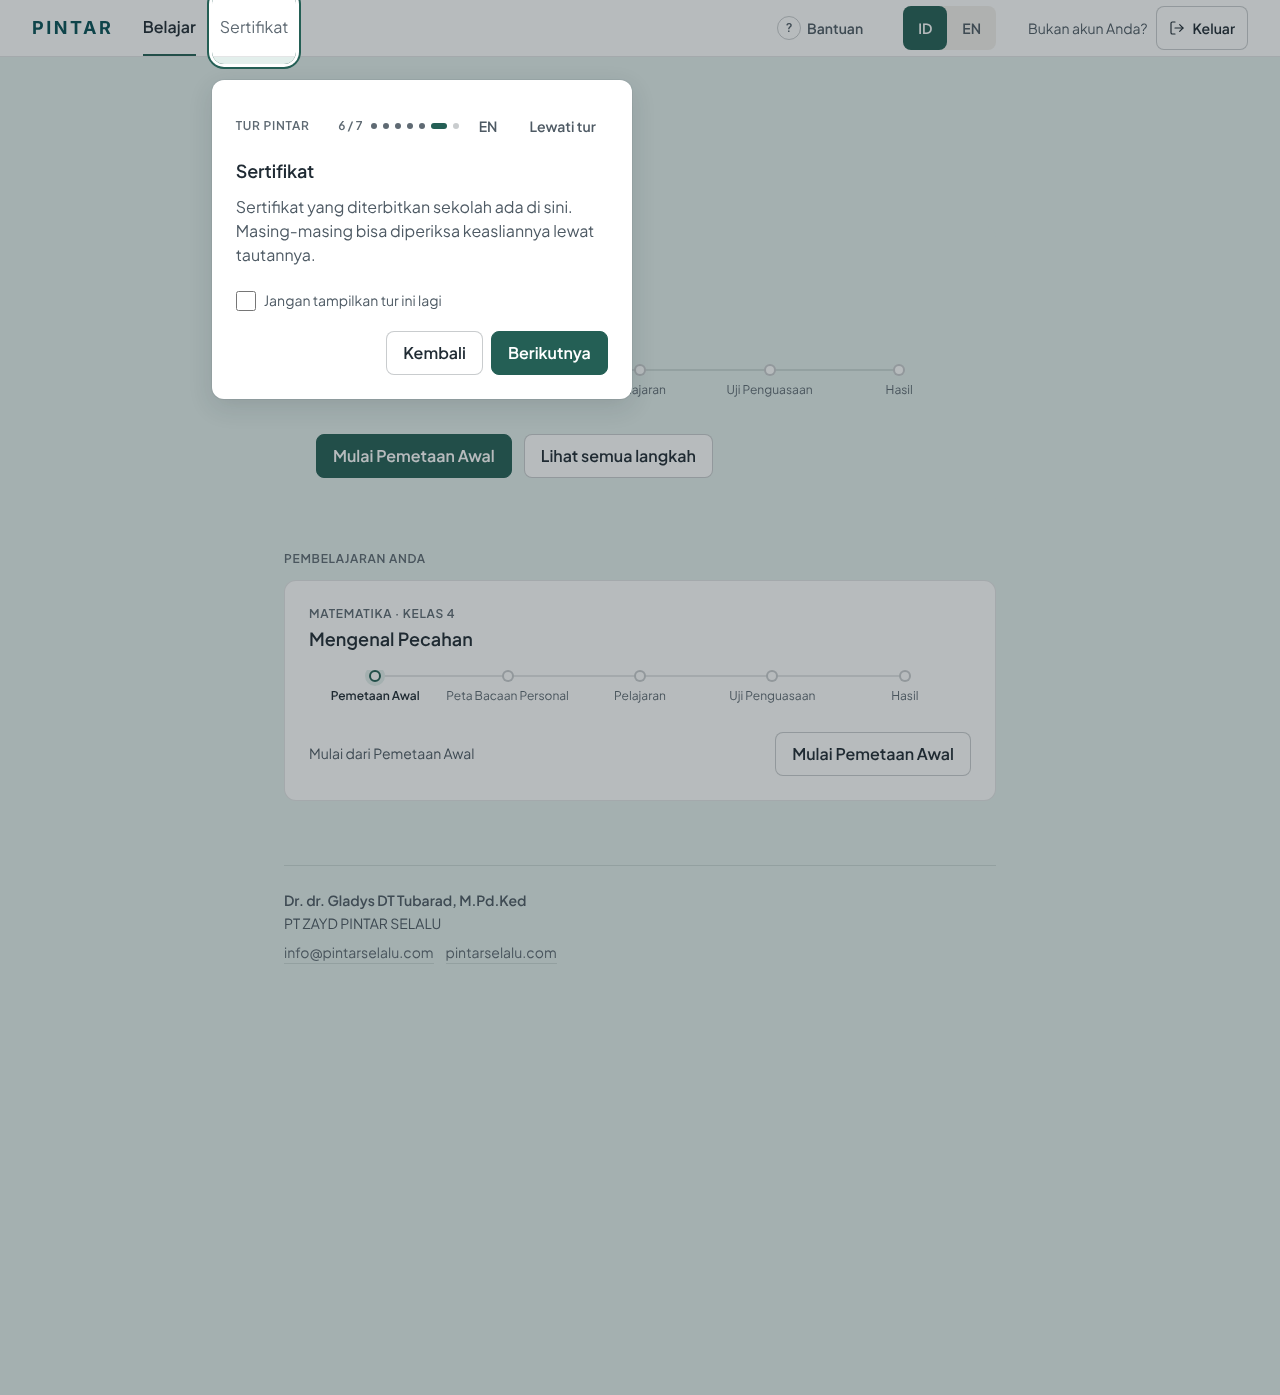 PINTAR Belajar Sertifikat ? Bantuan ID EN Bukan akun Anda? Keluar
TUR PINTAR 6 / 7 EN Lewati tur
Sertifikat
Sertifikat yang diterbitkan sekolah ada di sini.
Masing-masing bisa diperiksa keasliannya lewat
tautannya.
Jangan tampilkan tur ini lagi
Kembali Berikutnya
ajaran Uji Penguasaan Hasil
Mulai Pemetaan Awal Lihat semua langkah
PEMBELAJARAN ANDA
MATEMATIKA · KELAS 4
Mengenal Pecahan
Pemetaan Awal Peta Bacaan Personal Pelajaran Uji Penguasaan Hasil
Mulai dari Pemetaan Awal Mulai Pemetaan Awal
Dr. dr. Gladys DT Tubarad, M.Pd.Ked
PT ZAYD PINTAR SELALU
info@pintarselalu.com pintarselalu.com